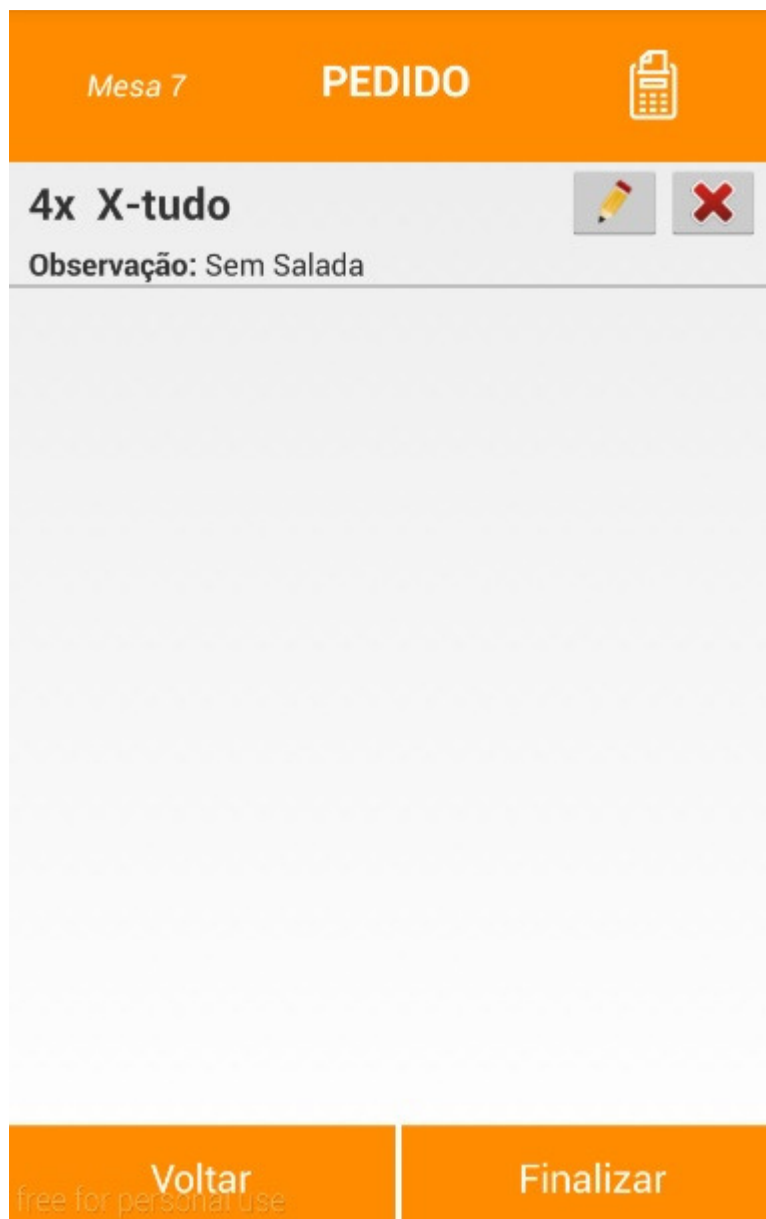 Mesa 7 PEDIDO
4x X-tudo
Observação: Sem Salada
Voltar Finalizar
free for personal use